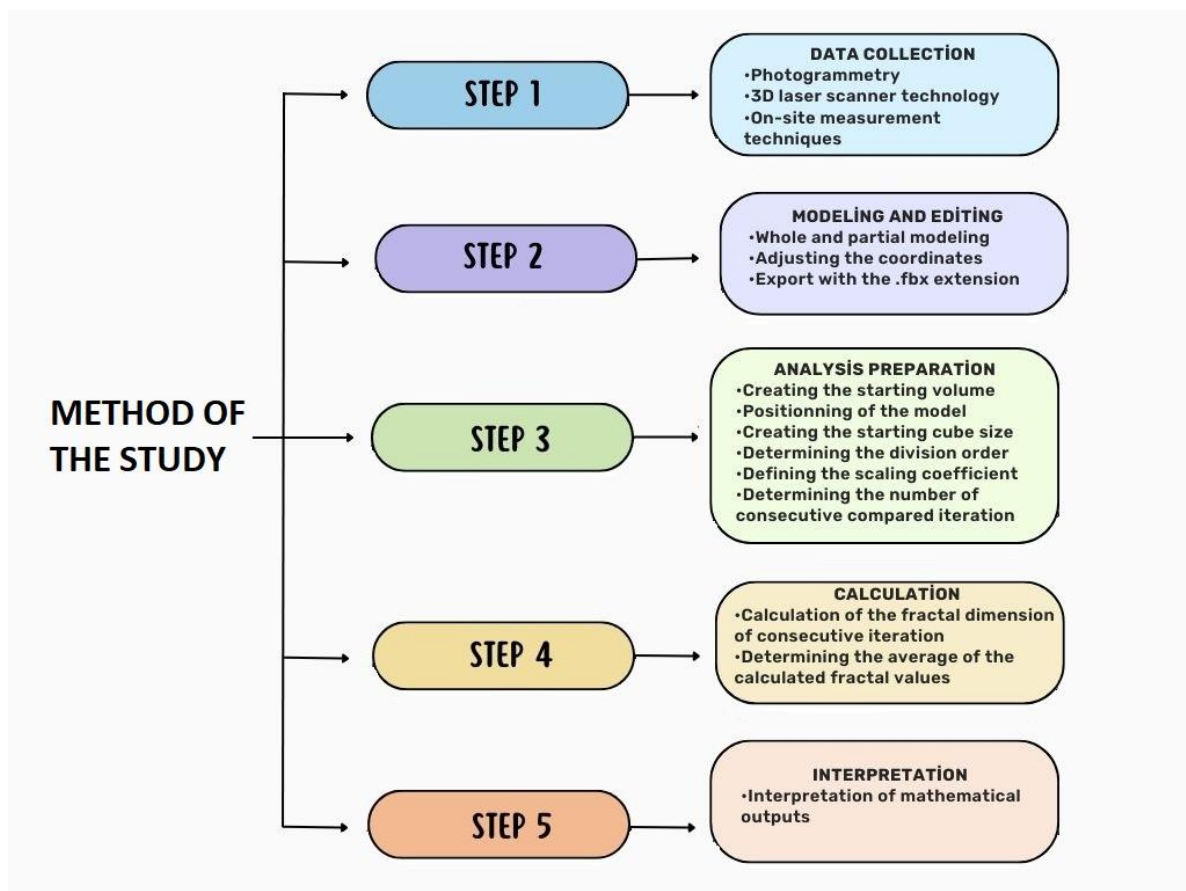 METHOD OF
THE STUDY
STEP 1
DATA COLLECTİON
•Photogrammetry
•3D laser scanner technology
•On-site measurement
techniques
STEP 2
MODELİNG AND EDİTİNG
•Whole and partial modeling
•Adjusting the coordinates
•Export with the .fbx extension
STEP 3
ANALYSİS PREPARATİON
•Creating the starting volume
•Positionning of the model
•Creating the starting cube size
•Determining the division order
•Defining the scaling coefficient
•Determining the number of
consecutive compared iteration
STEP 4
CALCULATİON
•Calculation of the fractal dimension
of consecutive iteration
•Determining the average of the
calculated fractal values
STEP 5
INTERPRETATİON
•Interpretation of mathematical
outputs